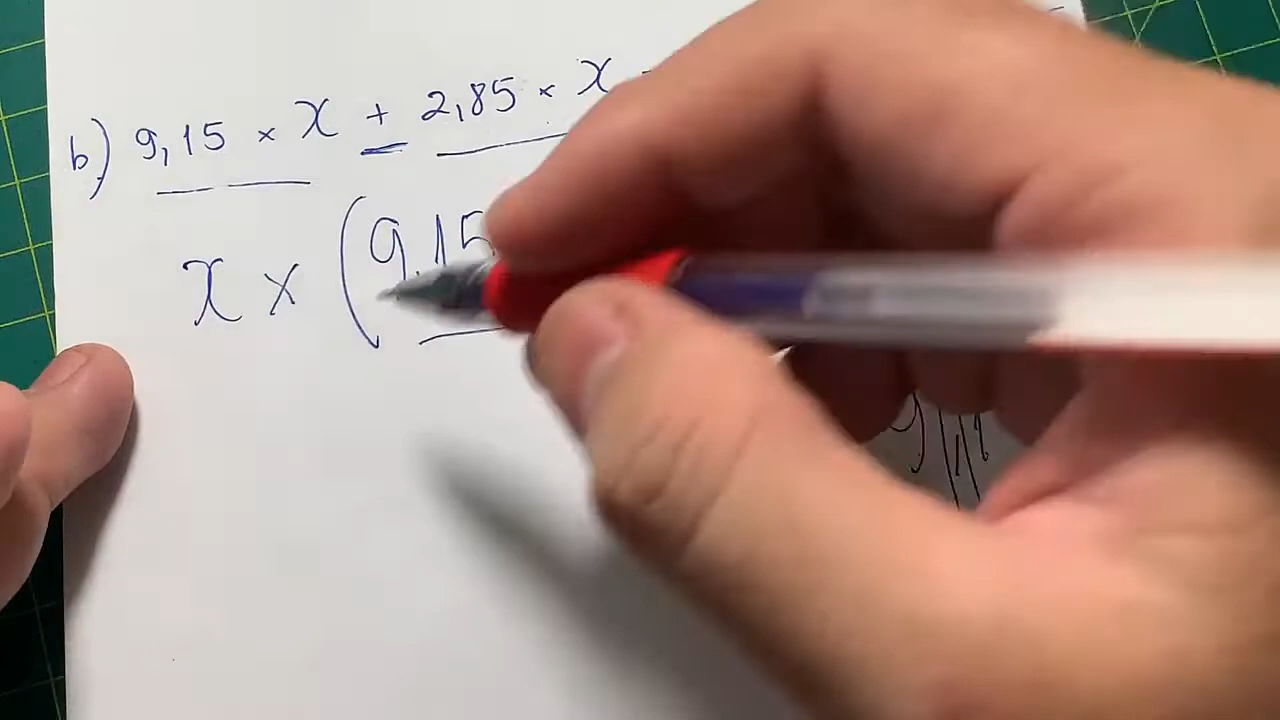 b) 9,15 × x + 2,85 × x
x × (9,15